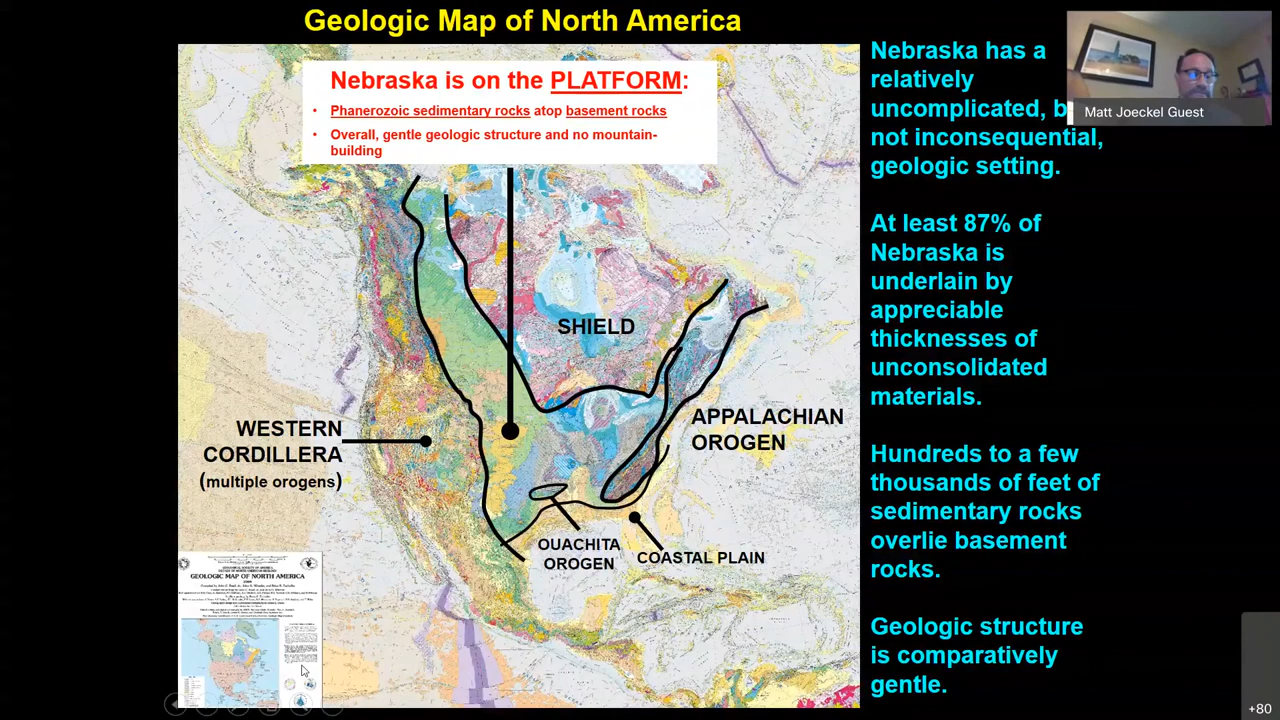 Geologic Map of North America
Nebraska is on the PLATFORM:
• Phanerozoic sedimentary rocks atop basement rocks
• Overall, gentle geologic structure and no mountain-
building
SHIELD
WESTERN
CORDILLERA
(multiple orogens)
APPALACHIAN
OROGEN
OUACHITA
OROGEN
COASTAL PLAIN
GEOLOGIC MAP OF NORTH AMERICA
Nebraska has a
relatively
uncomplicated, b
not inconsequential,
geologic setting.
At least 87% of
Nebraska is
underlain by
appreciable
thicknesses of
unconsolidated
materials.
Hundreds to a few
thousands of feet of
sedimentary rocks
overlie basement
rocks.
Geologic structure
is comparatively
gentle.
Matt Joeckel Guest
+80